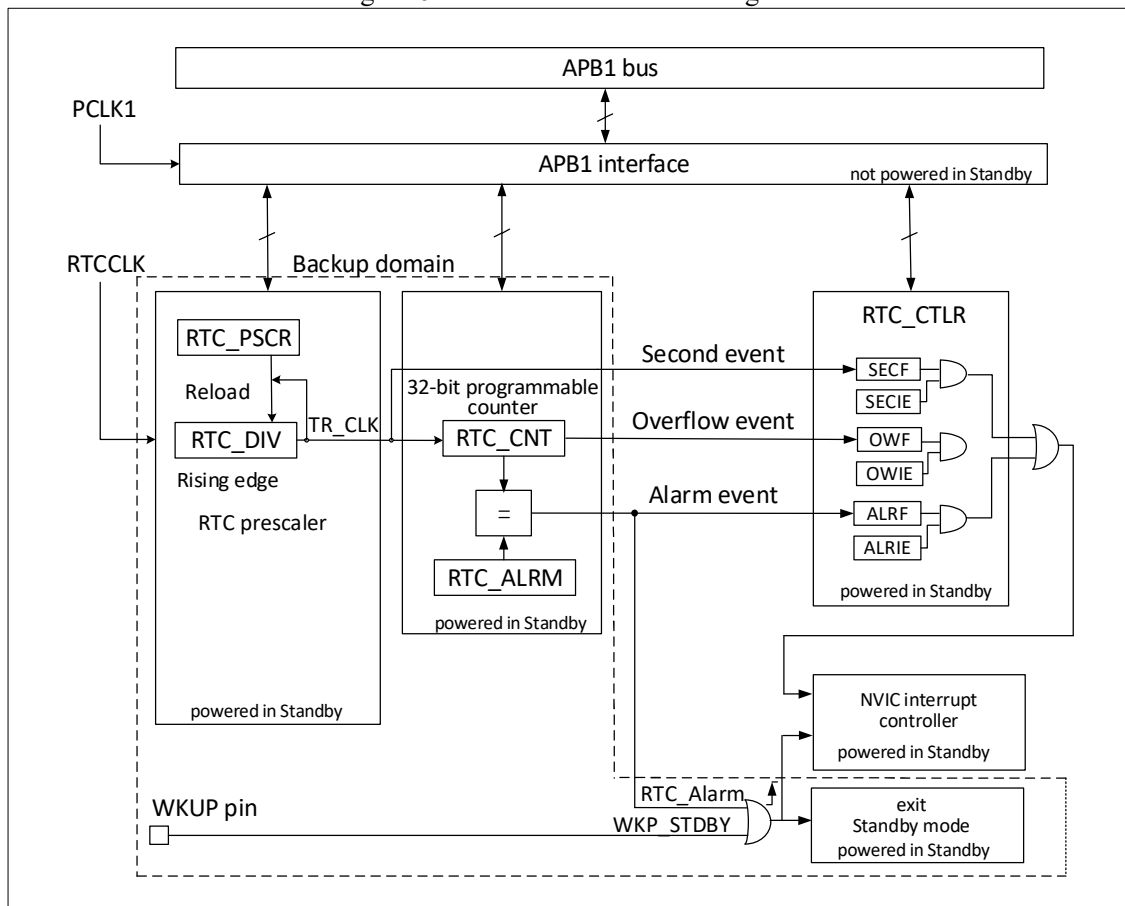 APB1 bus
PCLK1
APB1 interface
not powered in Standby
RTCCLK
Backup domain
RTC_PSCR
Reload
RTC_DIV
TR_CLK
Rising edge
RTC prescaler
powered in Standby
32-bit programmable
counter
RTC_CNT
=
RTC_ALRM
powered in Standby
Second event
Overflow event
Alarm event
RTC_CTLR
SECF
SECIE
OWF
OWIE
ALRF
ALRIE
powered in Standby
NVIC interrupt
controller
powered in Standby
RTC_Alarm
WKUP pin
WKP_STDBY
exit
Standby mode
powered in Standby